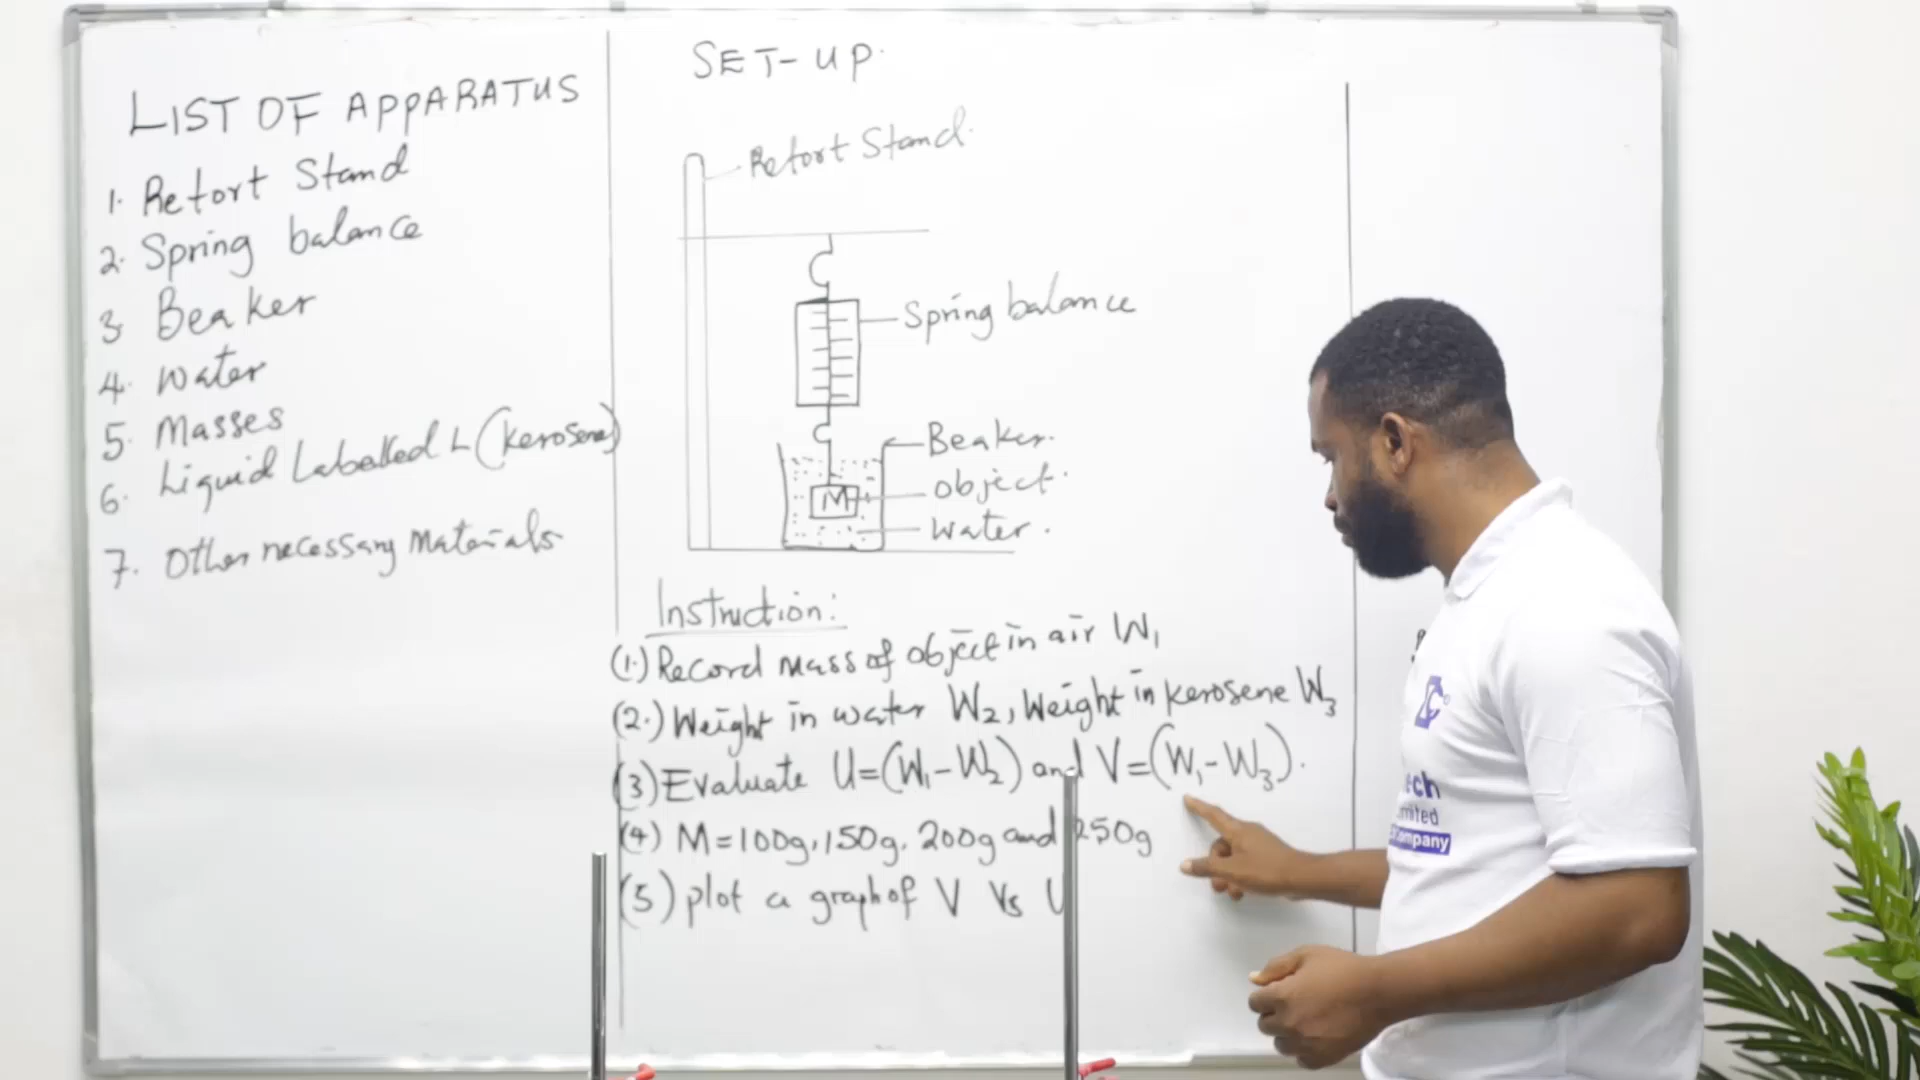 LIST OF APPARATUS
1. Retort Stand
2. Spring balance
3. Beaker
4. Water
5. Masses
6. Liquid Labelled L (kerosene)
7. Other necessary Materials
SET-UP.
Retort Stand.
Spring balance
Beaker.
M
object.
Water.
Instruction:
(1.) Record mass of object in air W1
(2.) Weight in water W2, Weight in kerosene W3
(3) Evaluate U=(W1-W2) and V=(W1-W3).
(4) M=100g, 150g, 200g and 250g
(5) plot a graph of V Vs U
ech
mited
ompany